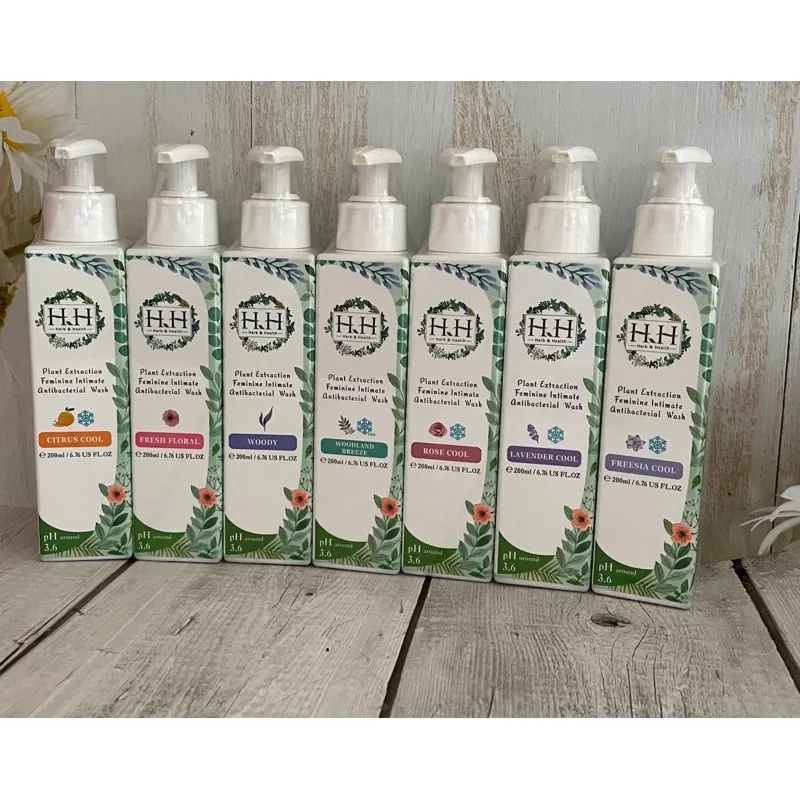 H&H
Herb & Health
Plant Extraction
Feminine Intimate
Antibacterial Wash
CITRUS COOL
℮ 200ml / 6.76 US FL.OZ
pH around
3.6
H&H
Herb & Health
Plant Extraction
Feminine Intimate
Antibacterial Wash
FRESH FLORAL
℮ 200ml / 6.76 US FL.OZ
pH around
3.6
H&H
Herb & Health
Plant Extraction
Feminine Intimate
Antibacterial Wash
WOODY
℮ 200ml / 6.76 US FL.OZ
pH around
3.6
H&H
Herb & Health
Plant Extraction
Feminine Intimate
Antibacterial Wash
WOODLAND
BREEZE
℮ 200ml / 6.76 US FL.OZ
pH around
3.6
H&H
Herb & Health
Plant Extraction
Feminine Intimate
Antibacterial Wash
ROSE COOL
℮ 200ml / 6.76 US FL.OZ
pH around
3.6
H&H
Herb & Health
Plant Extraction
Feminine Intimate
Antibacterial Wash
LAVENDER COOL
℮ 200ml / 6.76 US FL.OZ
pH around
3.6
H&H
Herb & Health
Plant Extraction
Feminine Intimate
Antibacterial Wash
FREESIA COOL
℮ 200ml / 6.76 US FL.OZ
pH around
3.6